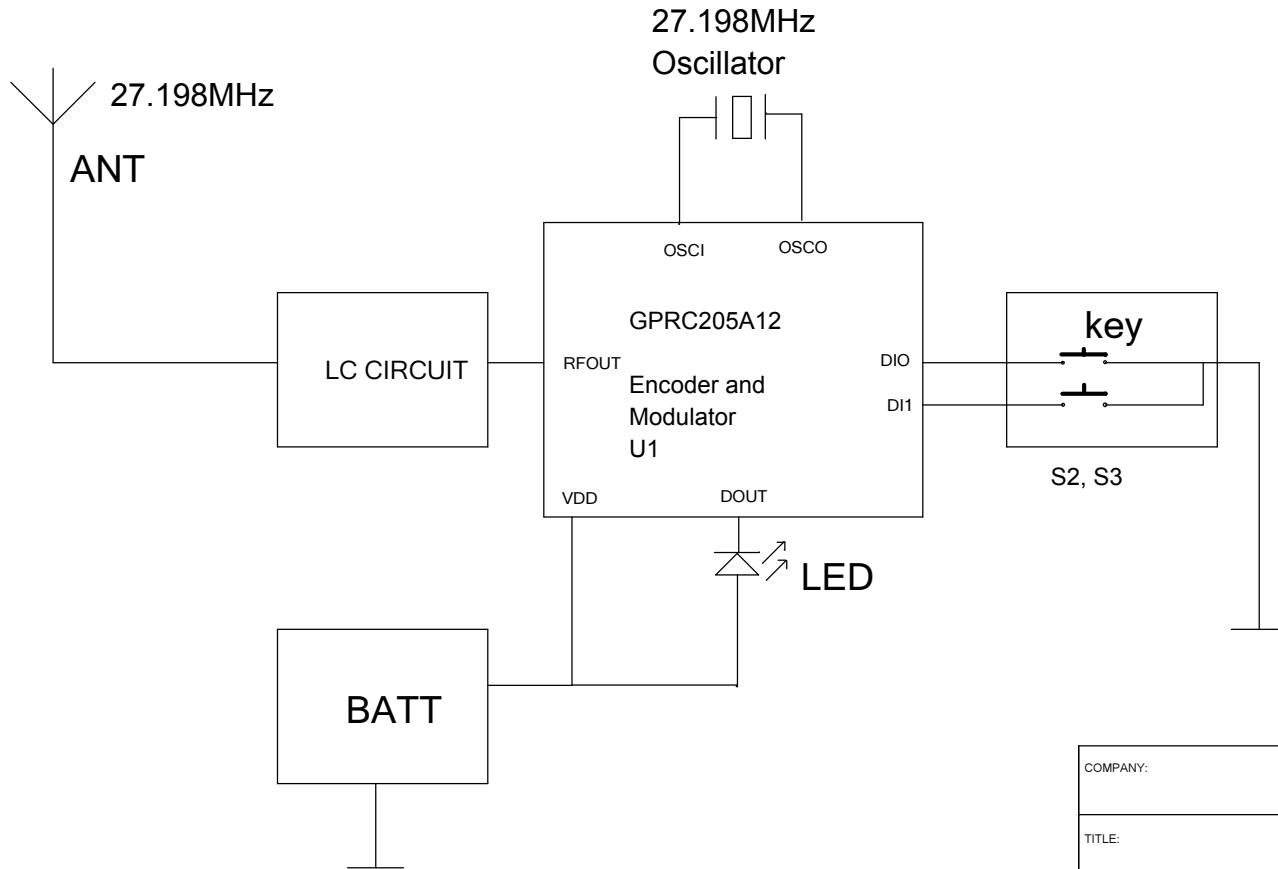 27.198MHz
Oscillator
27.198MHz
ANT
OSCI
OSCO
GPRC205A12
key
LC CIRCUIT
RFOUT
DIO
Encoder and
Modulator
U1
DI1
S2, S3
VDD
DOUT
LED
BATT
COMPANY:
TITLE: